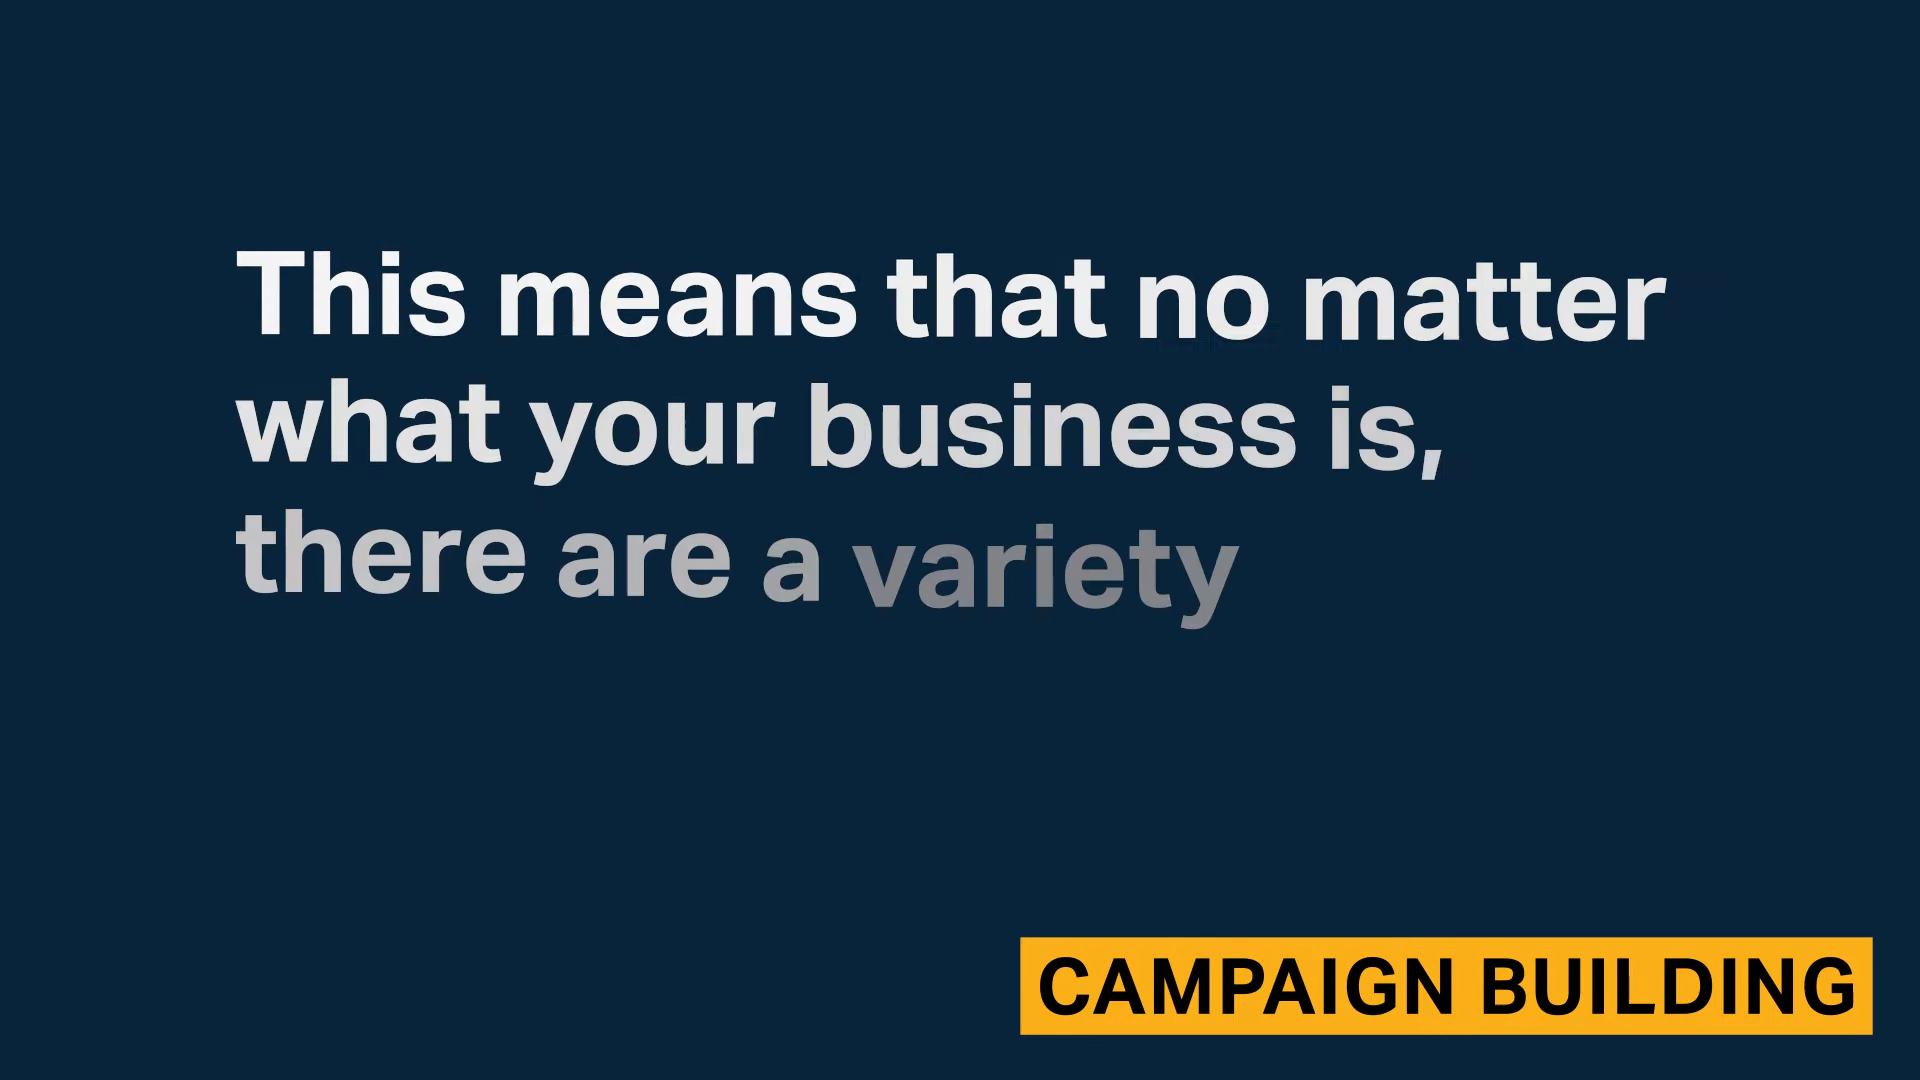 This means that no matter
what your business is,
there are a variety
CAMPAIGN BUILDING